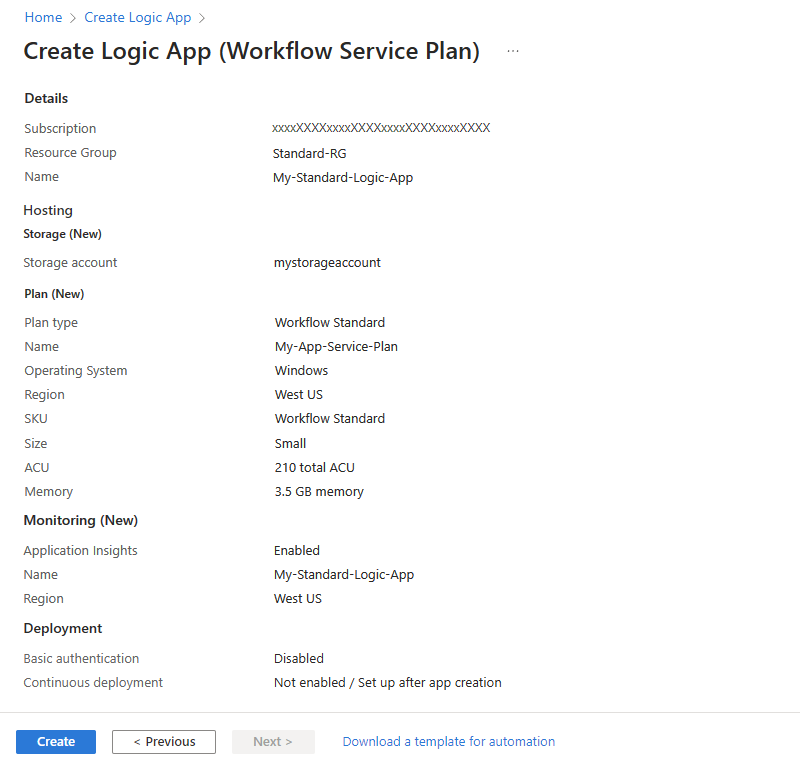 Home > Create Logic App >
Create Logic App (Workflow Service Plan) ...
Details
Subscription xxxxXXXXxxxxXXXXxxxxXXXXxxxxXXXX
Resource Group Standard-RG
Name My-Standard-Logic-App
Hosting
Storage (New)
Storage account mystorageaccount
Plan (New)
Plan type Workflow Standard
Name My-App-Service-Plan
Operating System Windows
Region West US
SKU Workflow Standard
Size Small
ACU 210 total ACU
Memory 3.5 GB memory
Monitoring (New)
Application Insights Enabled
Name My-Standard-Logic-App
Region West US
Deployment
Basic authentication Disabled
Continuous deployment Not enabled / Set up after app creation
Create < Previous Next > Download a template for automation